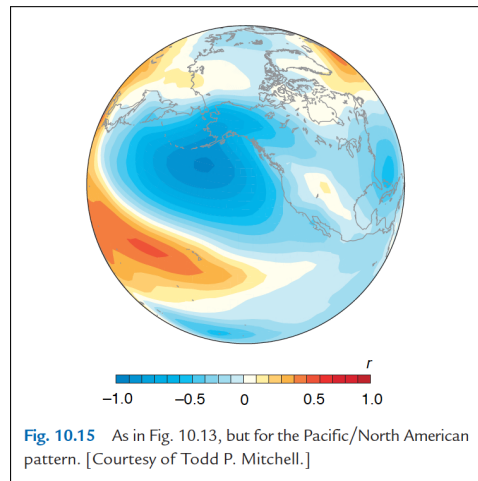 r
−1.0 −0.5 0 0.5 1.0
Fig. 10.15 As in Fig. 10.13, but for the Pacific/North American
pattern. [Courtesy of Todd P. Mitchell.]